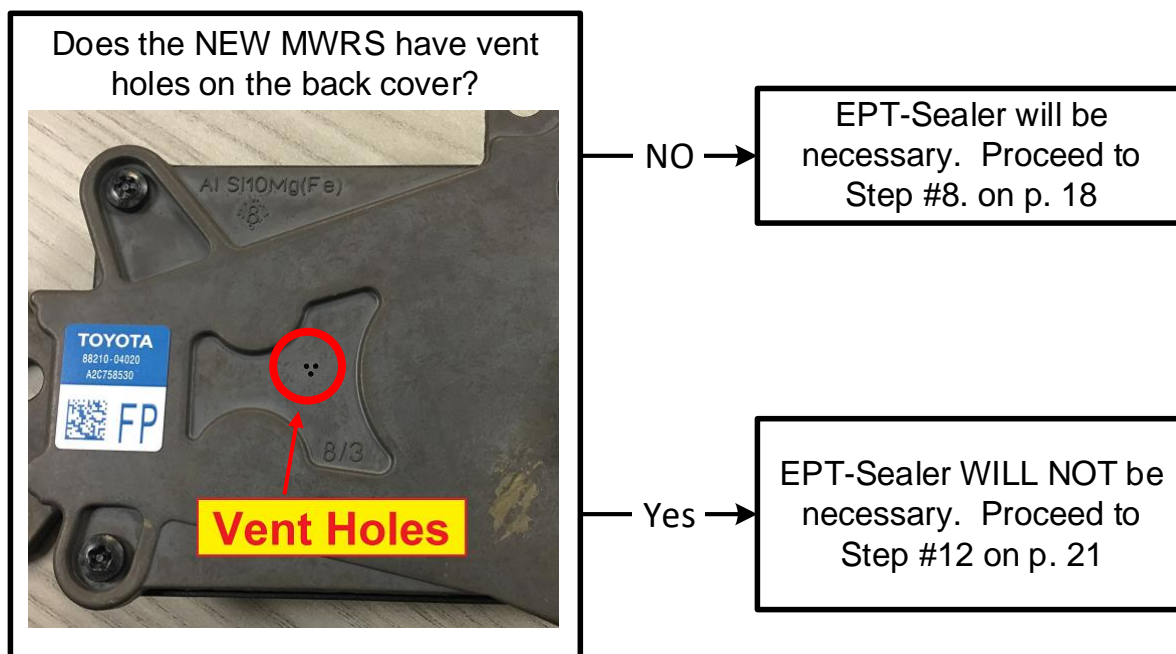 Does the NEW MWRS have vent
holes on the back cover?
Al SI10Mg(Fe)
8
TOYOTA
88210-04020
A2C758530
FP
8/3
Vent Holes
NO
EPT-Sealer will be
necessary.  Proceed to
Step #8. on p. 18
Yes
EPT-Sealer WILL NOT be
necessary.  Proceed to
Step #12 on p. 21